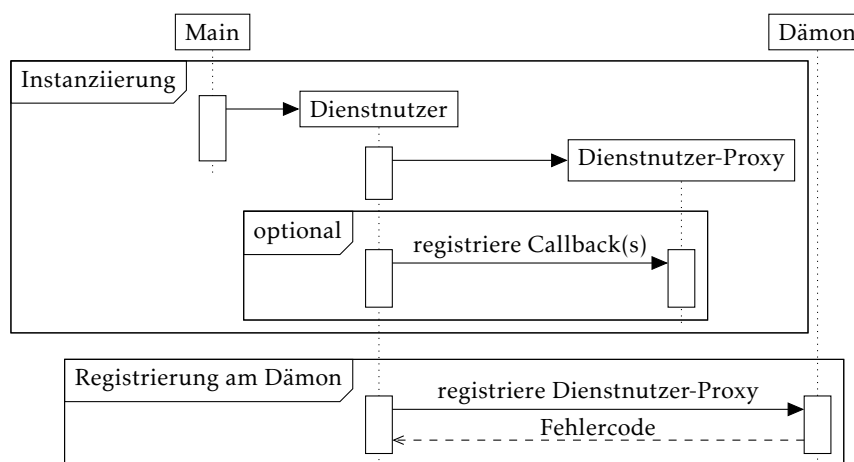 Main
Dämon
Instanziierung
Dienstnutzer
Dienstnutzer-Proxy
optional
registriere Callback(s)
Registrierung am Dämon
registriere Dienstnutzer-Proxy
Fehlercode